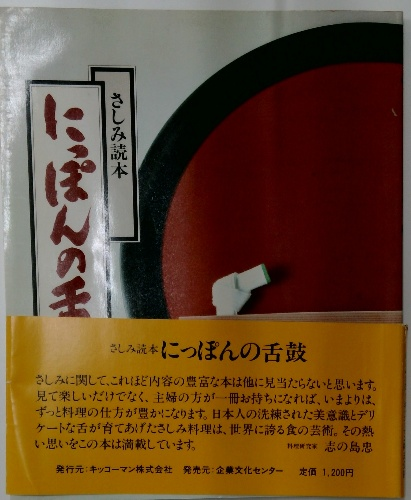 さしみ読本
にっぽんの舌
さしみ読本 にっぽんの舌鼓
さしみに関して、これほど内容の豊富な本は他に見当たらないと思います。
見て楽しいだけでなく、主婦の方が一冊お持ちになれば、いまよりは、
ずっと料理の仕方が豊かになります。日本人の洗練された美意識とデリ
ケートな舌が育てあげたさしみ料理は、世界に誇る食の芸術。その熱
い思いをこの本は満載しています。 料理研究家 志の島忠
発行元:キッコーマン株式会社 発売元:企業文化センター 定価 1,200円